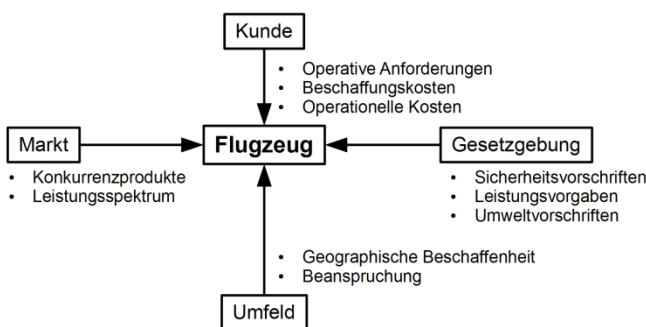 Kunde
• Operative Anforderungen
• Beschaffungskosten
• Operationelle Kosten
Markt
Flugzeug
Gesetzgebung
• Konkurrenzprodukte
• Leistungsspektrum
• Sicherheitsvorschriften
• Leistungsvorgaben
• Umweltvorschriften
• Geographische Beschaffenheit
• Beanspruchung
Umfeld